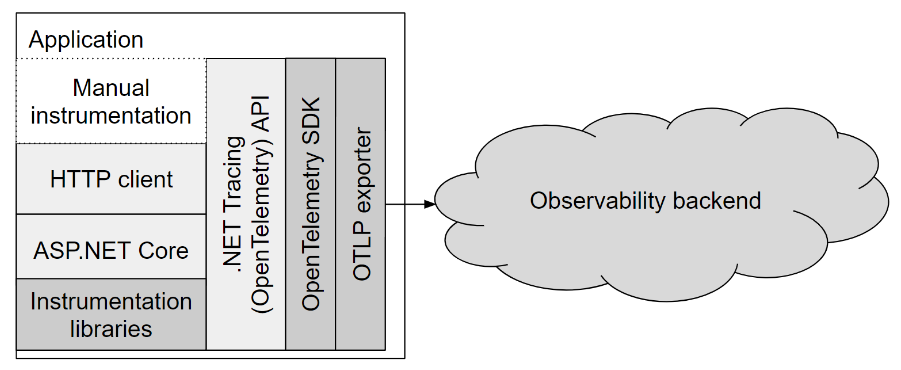 Application
Manual
instrumentation
HTTP client
ASP.NET Core
Instrumentation
libraries
.NET Tracing
(OpenTelemetry) API
OpenTelemetry SDK
OTLP exporter
Observability backend